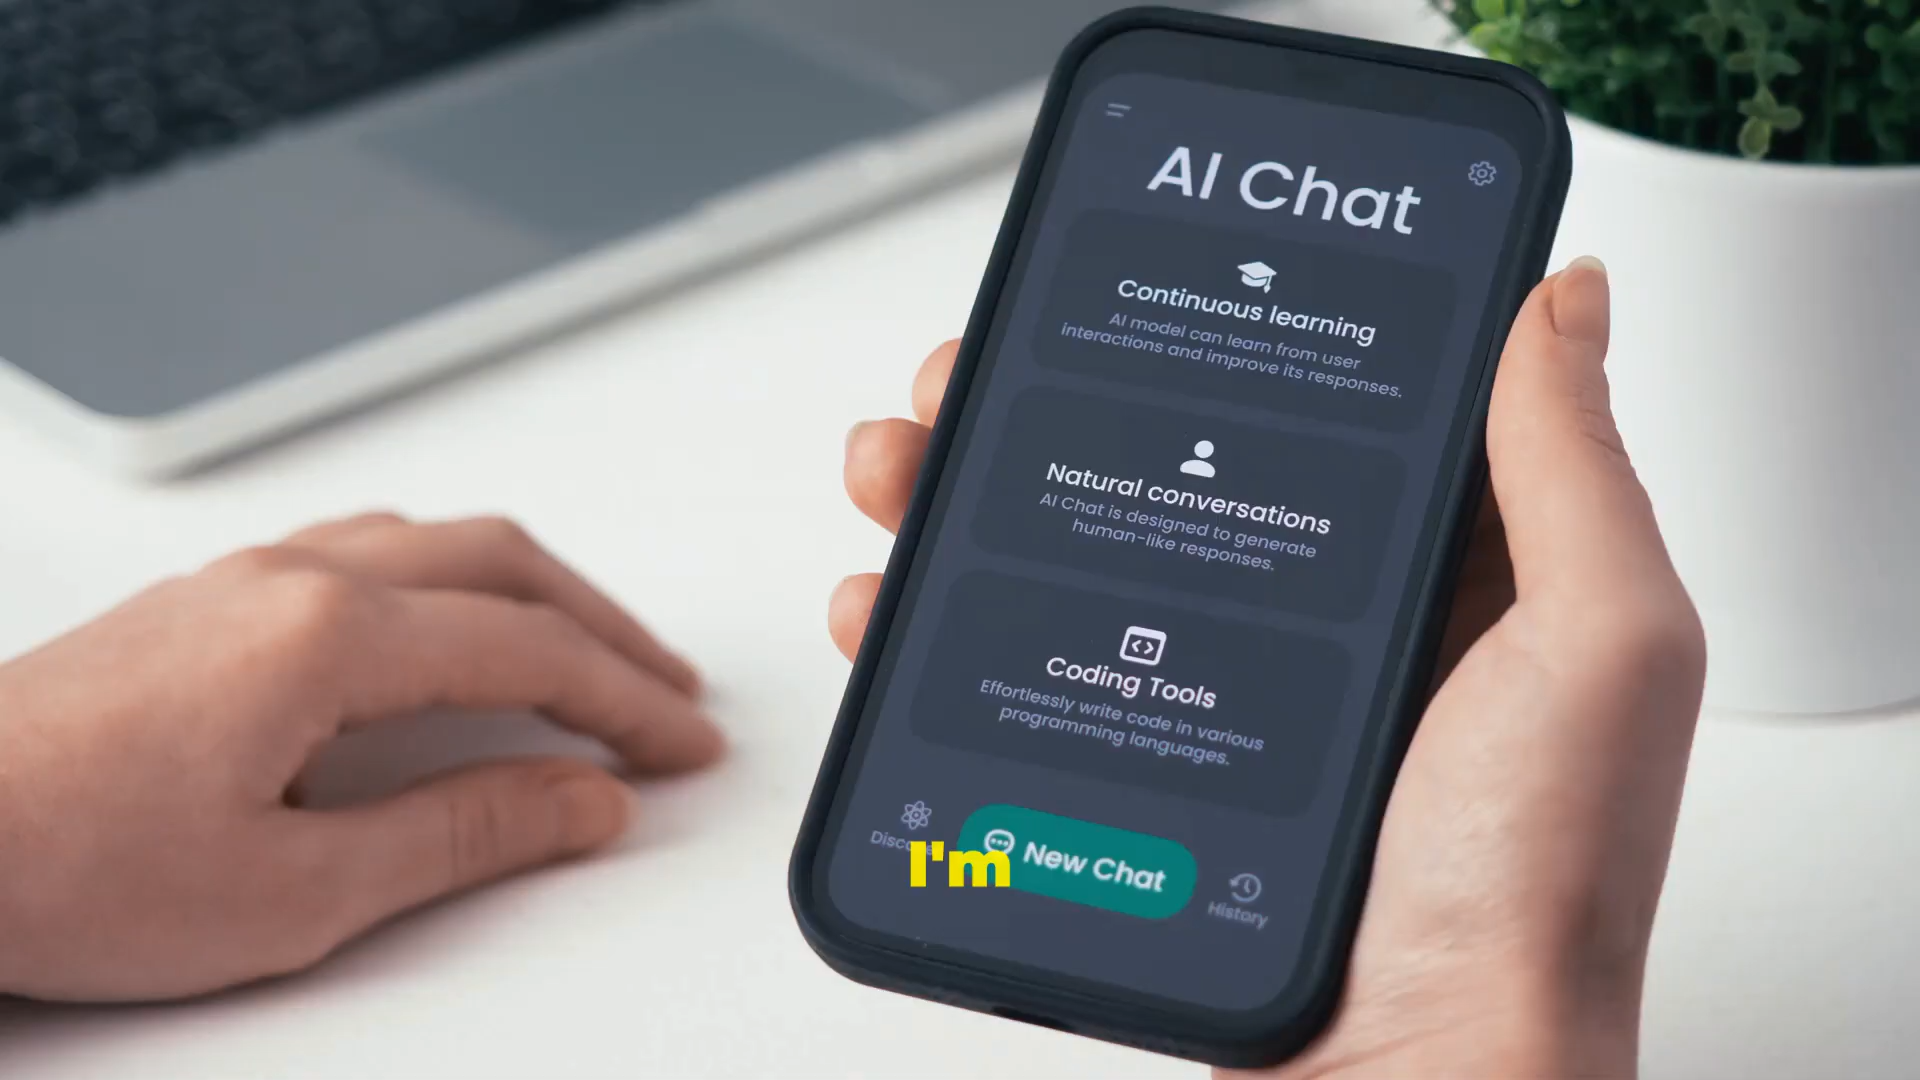 AI Chat
Continuous learning
AI model can learn from user
interactions and improve its responses.
Natural conversations
AI Chat is designed to generate
human-like responses.
Coding Tools
Effortlessly write code in various
programming languages.
New Chat
History
I'm